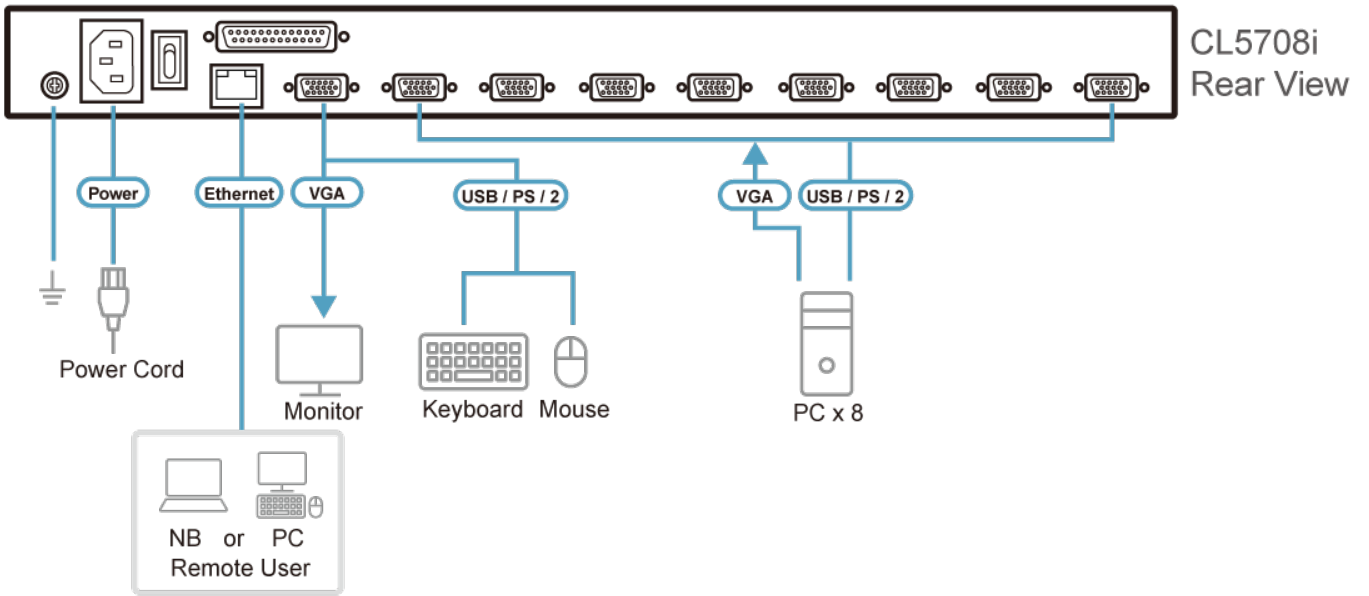 CL5708i
Rear View
Power
Ethernet
VGA
USB / PS / 2
VGA
USB / PS / 2
Power Cord
Monitor
Keyboard
Mouse
PC x 8
NB or PC
Remote User